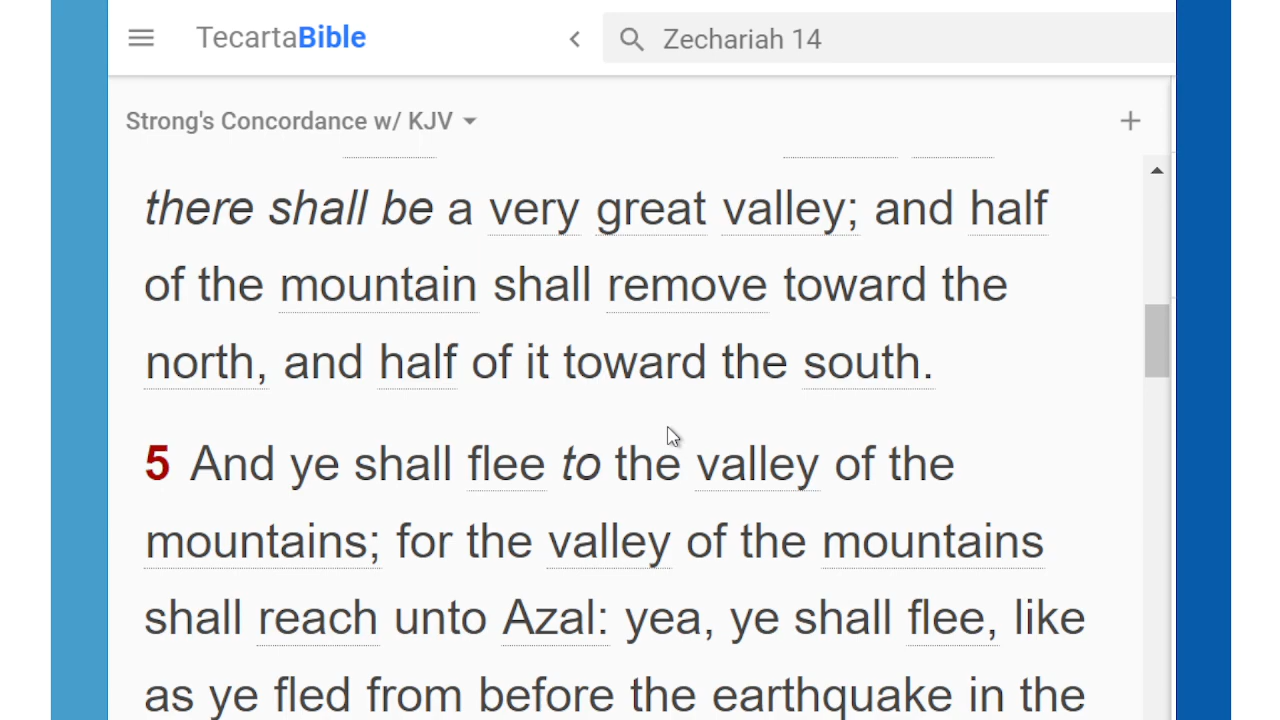 TecartaBible
Zechariah 14
Strong's Concordance w/ KJV
there shall be a very great valley; and half
of the mountain shall remove toward the
north, and half of it toward the south.
5 And ye shall flee to the valley of the
mountains; for the valley of the mountains
shall reach unto Azal: yea, ye shall flee, like
as ye fled from before the earthquake in the